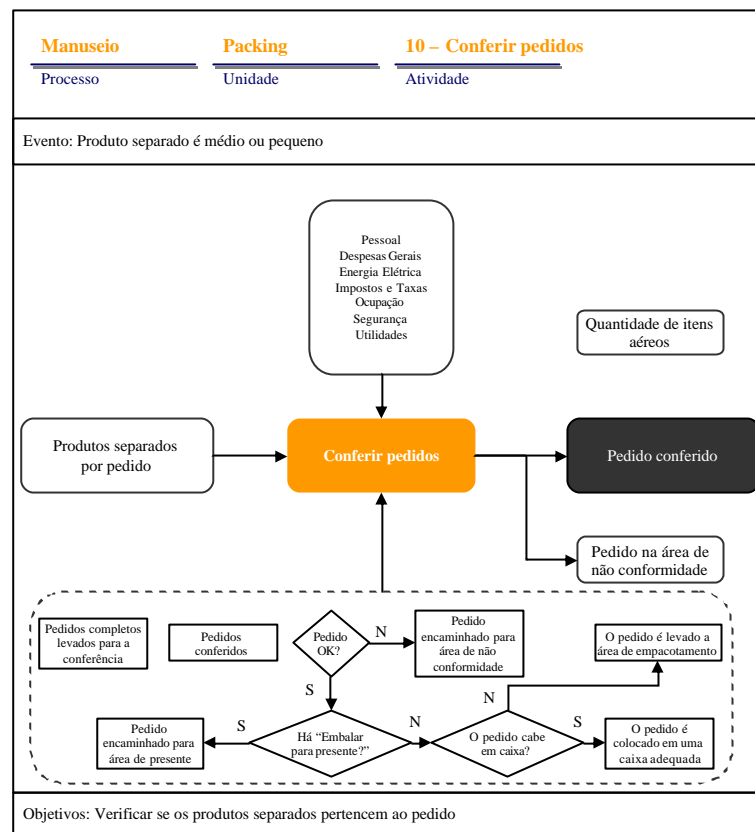 Manuseio
Packing
10 – Conferir pedidos
Processo
Unidade
Atividade
Evento: Produto separado é médio ou pequeno
Pessoal
Despesas Gerais
Energia Elétrica
Impostos e Taxas
Ocupação
Segurança
Utilidades
Quantidade de itens
aéreos
Produtos separados
por pedido
Conferir pedidos
Pedido conferido
Pedido na área de
não conformidade
Pedidos completos
levados para a
conferência
Pedidos
conferidos
Pedido
OK?
N
Pedido
encaminhado para
área de não
conformidade
O pedido é levado a
área de empacotamento
S
N
Pedido
encaminhado para
área de presente
S
Há “Embalar
para presente?”
N
O pedido cabe
em caixa?
S
O pedido é
colocado em uma
caixa adequada
Objetivos: Verificar se os produtos separados pertencem ao pedido